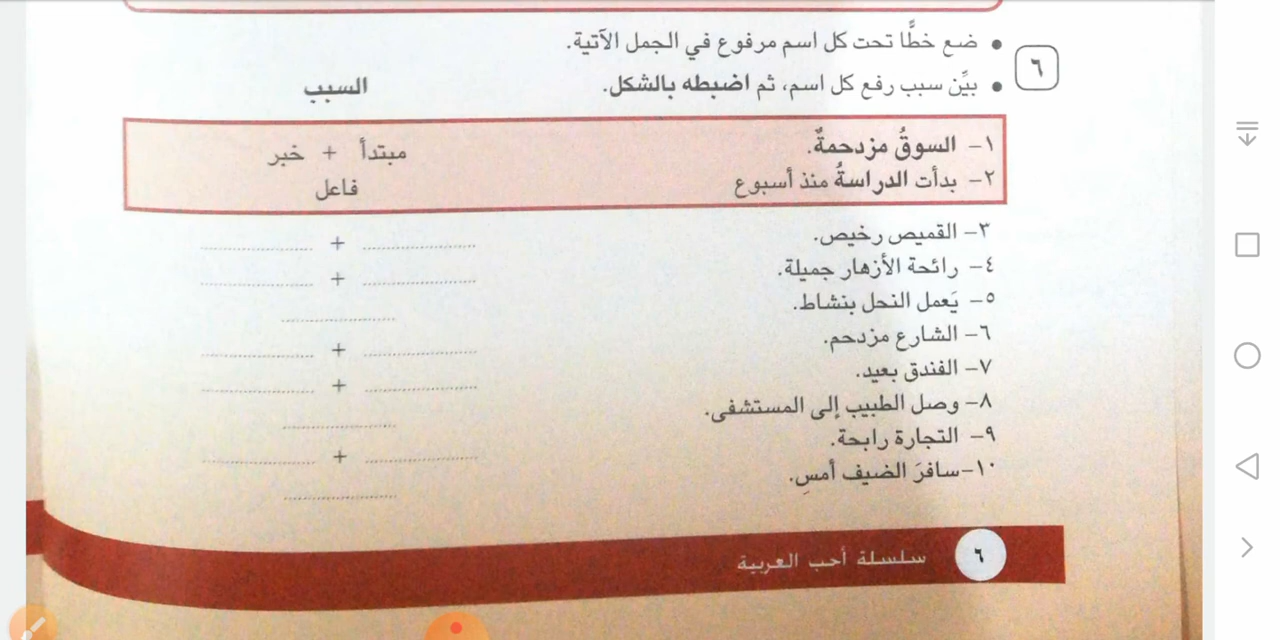 ٦
• ضع خطًّا تحت كل اسم مرفوع في الجمل الآتية.
• بيِّن سبب رفع كل اسم، ثم اضبطه بالشكل. السبب
١- السوقُ مزدحمةٌ. مبتدأ + خبر
٢- بدأت الدراسةُ منذ أسبوع فاعل
٣- القميص رخيص. .......... + ..........
٤- رائحة الأزهار جميلة. .......... + ..........
٥- يَعمل النحل بنشاط. ..........
٦- الشارع مزدحم. .......... + ..........
٧- الفندق بعيد. .......... + ..........
٨- وصل الطبيب إلى المستشفى. ..........
٩- التجارة رابحة. .......... + ..........
١٠- سافرَ الضيف أمسِ. ..........
٦ سلسلة أحب العربية